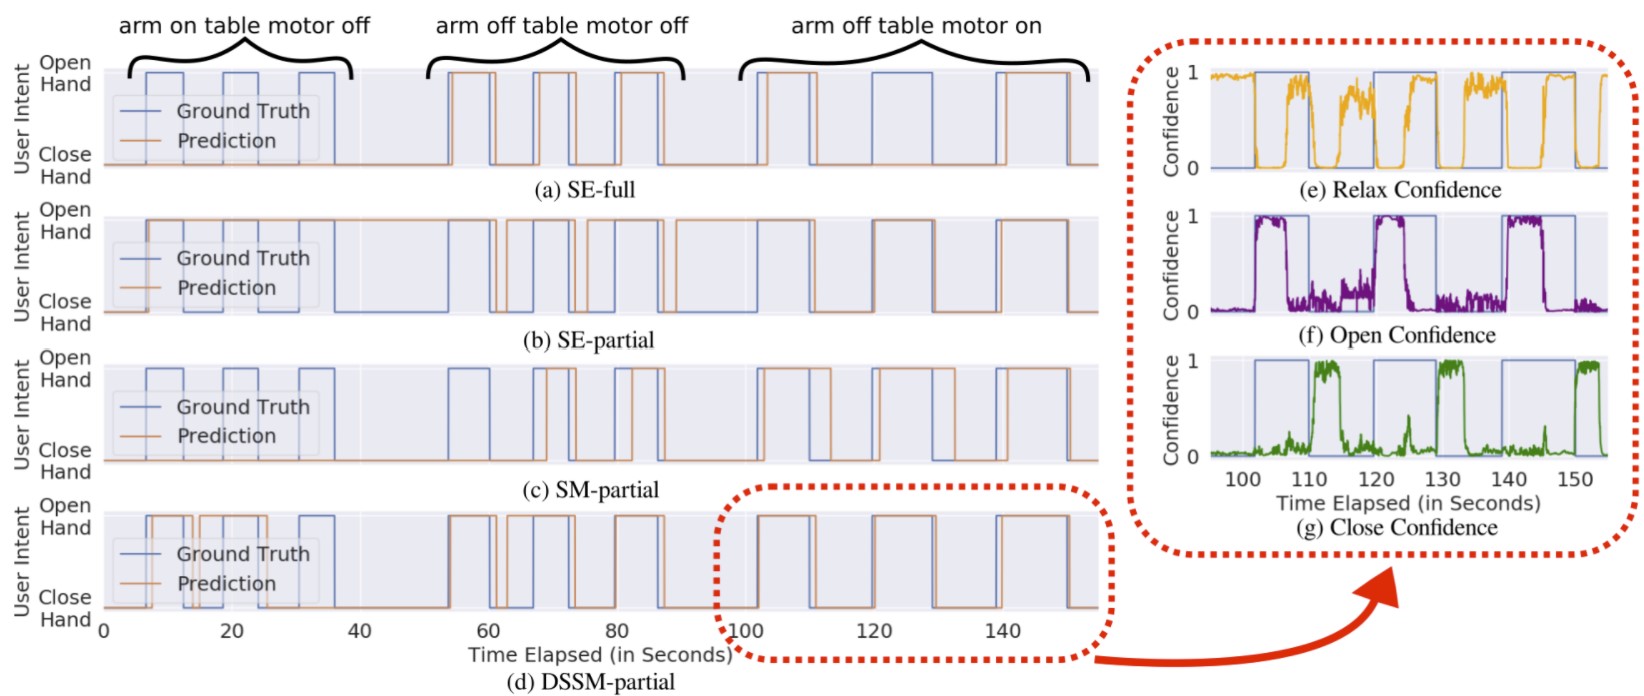 arm on table motor off
arm off table motor off
arm off table motor on
User Intent
Open
Hand
Close
Hand
Ground Truth
Prediction
(a) SE-full
User Intent
Open
Hand
Close
Hand
Ground Truth
Prediction
(b) SE-partial
User Intent
Open
Hand
Close
Hand
Ground Truth
Prediction
(c) SM-partial
User Intent
Open
Hand
Close
Hand
Ground Truth
Prediction
0 20 40 60 80 100 120 140
Time Elapsed (in Seconds)
(d) DSSM-partial
Confidence
1
0
(e) Relax Confidence
Confidence
1
0
(f) Open Confidence
Confidence
1
0
100 110 120 130 140 150
Time Elapsed (in Seconds)
(g) Close Confidence